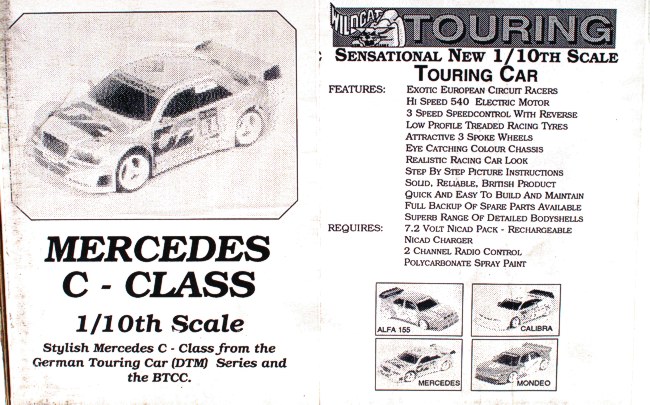 MERCEDES
C - CLASS
1/10th Scale
Stylish Mercedes C - Class from the
German Touring Car (DTM) Series and
the BTCC.
WILDCAT
TOURING
SENSATIONAL NEW 1/10TH SCALE
TOURING CAR
FEATURES: EXOTIC EUROPEAN CIRCUIT RACERS
HI SPEED 540 ELECTRIC MOTOR
3 SPEED SPEEDCONTROL WITH REVERSE
LOW PROFILE TREADED RACING TYRES
ATTRACTIVE 3 SPOKE WHEELS
EYE CATCHING COLOUR CHASSIS
REALISTIC RACING CAR LOOK
STEP BY STEP PICTURE INSTRUCTIONS
SOLID, RELIABLE, BRITISH PRODUCT
QUICK AND EASY TO BUILD AND MAINTAIN
FULL BACKUP OF SPARE PARTS AVAILABLE
SUPERB RANGE OF DETAILED BODYSHELLS
REQUIRES: 7.2 VOLT NICAD PACK - RECHARGEABLE
NICAD CHARGER
2 CHANNEL RADIO CONTROL
POLYCARBONATE SPRAY PAINT
ALFA 155
CALIBRA
MERCEDES
MONDEO